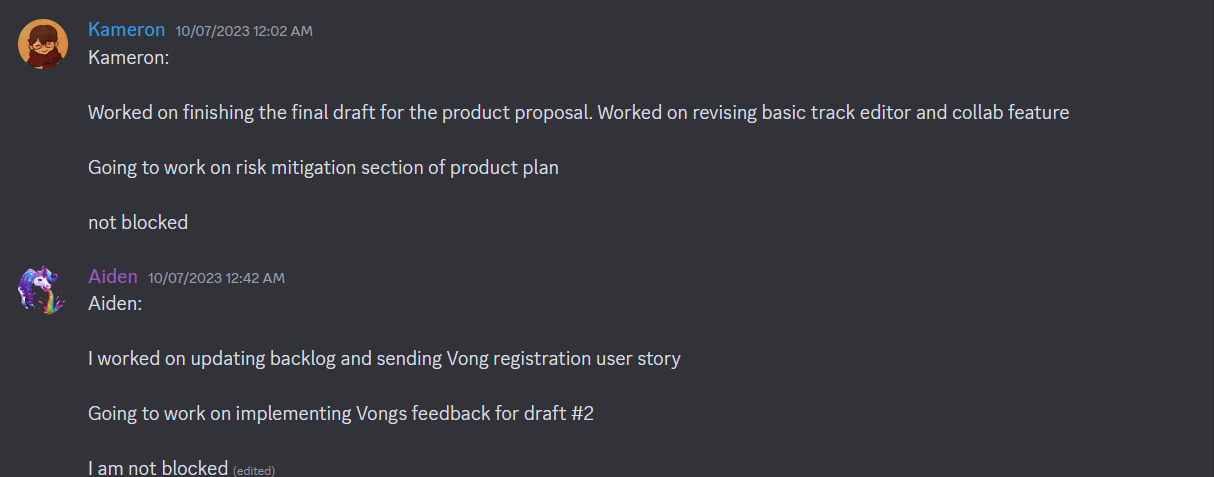 Kameron 10/07/2023 12:02 AM
Kameron:
Worked on finishing the final draft for the product proposal. Worked on revising basic track editor and collab feature
Going to work on risk mitigation section of product plan
not blocked
Aiden 10/07/2023 12:42 AM
Aiden:
I worked on updating backlog and sending Vong registration user story
Going to work on implementing Vongs feedback for draft #2
I am not blocked (edited)